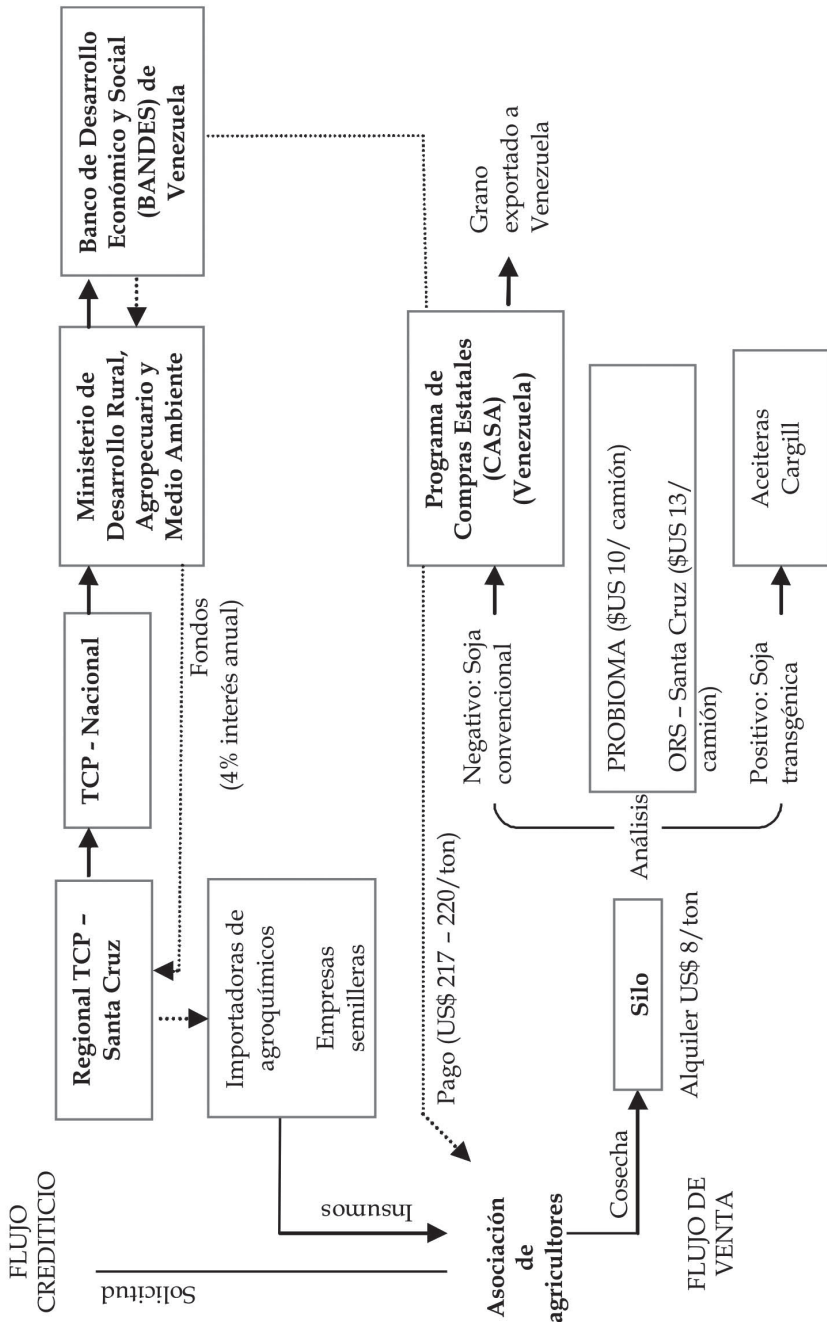 FLUJO
CREDITICIO
Solicitud
Regional TCP –
Santa Cruz
TCP - Nacional
Ministerio de
Desarrollo Rural,
Agropecuario y
Medio Ambiente
Banco de Desarrollo
Económico y Social
(BANDES) de
Venezuela
Fondos
(4% interés anual)
Importadoras de
agroquímicos
Empresas
semilleras
Insumos
Pago (US$ 217 – 220/ton)
Programa de
Compras Estatales
(CASA)
(Venezuela)
Grano
exportado a
Venezuela
Asociación
de
agricultores
Cosecha
Silo
Alquiler US$ 8/ton
Análisis
Negativo: Soja
convencional
PROBIOMA ($US 10/ camión)
ORS – Santa Cruz ($US 13/
camión)
Positivo: Soja
transgénica
Aceiteras
Cargill
FLUJO DE
VENTA